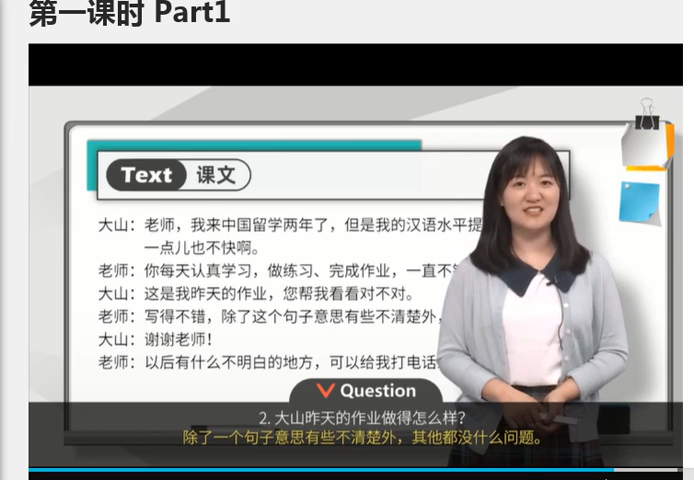 第一课时 Part1
Text 课文
大山：老师，我来中国留学两年了，但是我的汉语水平提
一点儿也不快啊。
老师：你每天认真学习，做练习、完成作业，一直不
大山：这是我昨天的作业，您帮我看看对不对。
老师：写得不错，除了这个句子意思有些不清楚外，
大山：谢谢老师！
老师：以后有什么不明白的地方，可以给我打电话
Question
2. 大山昨天的作业做得怎么样？
除了一个句子意思有些不清楚外，其他都没什么问题。